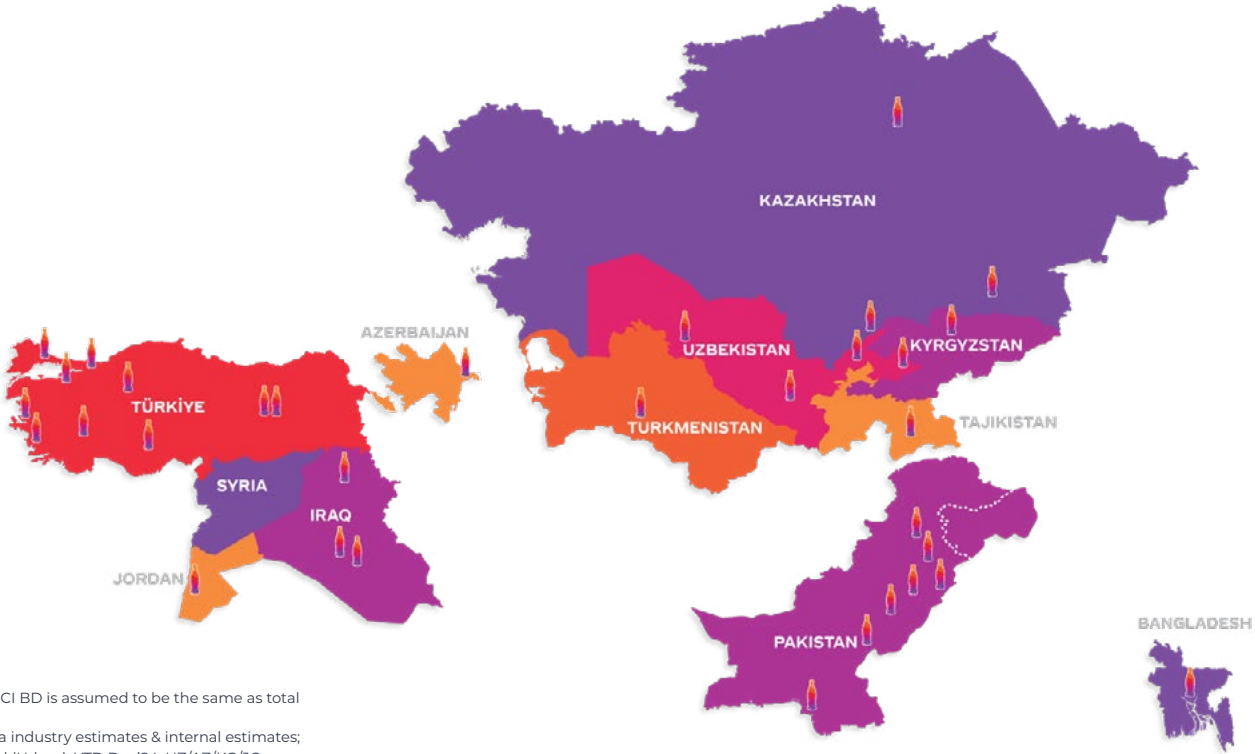 KAZAKHSTAN
AZERBAIJAN
UZBEKISTAN
KYRGYZSTAN
TÜRKİYE
TURKMENISTAN
TAJIKISTAN
SYRIA
IRAQ
JORDAN
BANGLADESH
PAKISTAN
CI BD is assumed to be the same as total
a industry estimates & internal estimates;